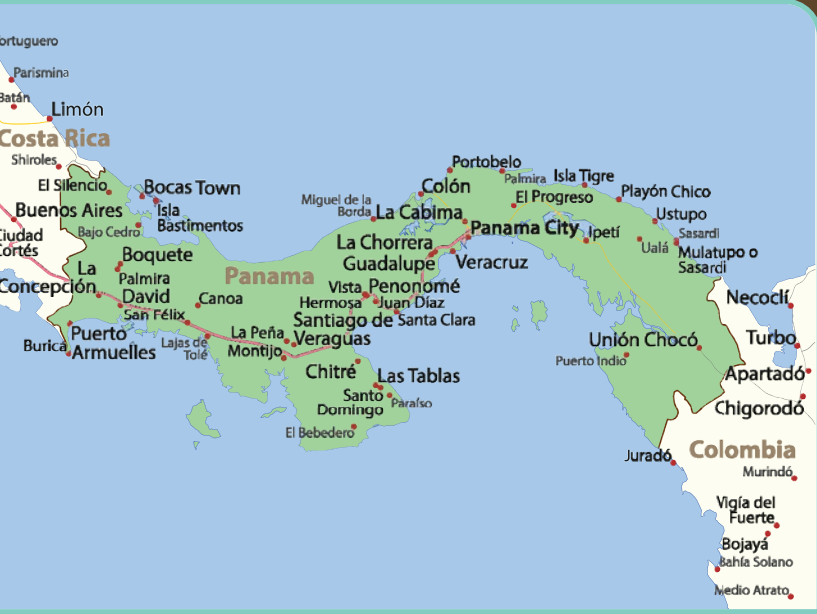 ortuguero
Parismina
Batán
Limón
Costa Rica
Shiroles
El Silencio
Bocas Town
Buenos Aires
Isla
Bastimentos
Bajo Cedro
Ciudad
Cortés
Boquete
La
Concepción
Palmira
David
Canoa
San Félix
Puerto
Armuelles
Burica
Lajas de
Tolé
La Peña
Montijo
Panama
Miguel de la
Borda
Portobelo
Colón
La Cabima
Palmira
Isla Tigre
El Progreso
Playón Chico
Ustupo
Panama City
Ipetí
Sasardi
Ualá
Mulatupo o
Sasardi
La Chorrera
Guadalupe
Veracruz
Vista
Hermosa
Penonomé
Juan Díaz
Santiago de
Veraguas
Santa Clara
Chitré
Las Tablas
Santo
Domingo
Paraíso
El Bebedero
Unión Chocó
Puerto Indio
Necoclí
Turbo
Apartadó
Chigorodó
Juradó
Colombia
Murindó
Vigía del
Fuerte
Bojayá
Bahía Solano
Medio Atrato